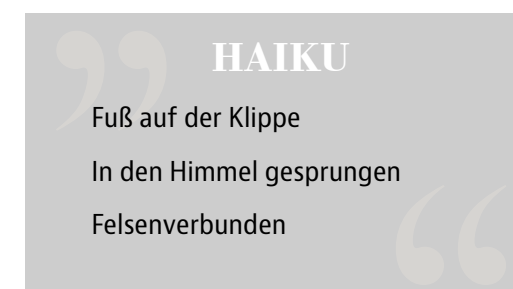 HAIKU
Fuß auf der Klippe
In den Himmel gesprungen
Felsenverbunden